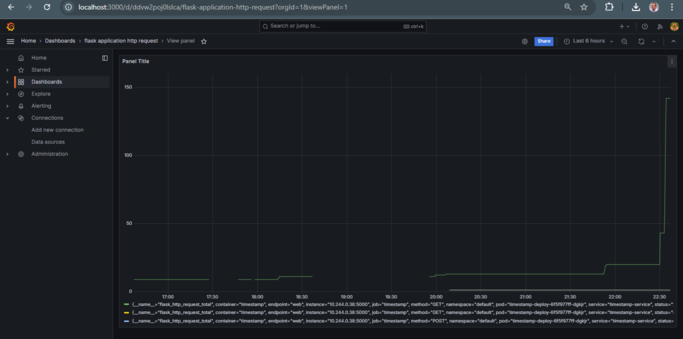 localhost:3000/d/ddvw2poj0lslca/flask-application-http-request?orgId=1&viewPanel=1
Search or jump to...
ctrl+k
Home › Dashboards › flask application http request › View panel
Share
Last 6 hours
Home
Starred
Dashboards
Explore
Alerting
Connections
Add new connection
Data sources
Administration
Panel Title
150
100
50
0
17:00 17:30 18:00 18:30 19:00 19:30 20:00 20:30 21:00 21:30 22:00 22:30
{__name__="flask_http_request_total", container="timestamp", endpoint="web", instance="10.244.0.38:5000", job="timestamp", method="GET", namespace="default", pod="timestamp-deploy-6f5f977ff-dgkjr", service="timestamp-service", status="
{__name__="flask_http_request_total", container="timestamp", endpoint="web", instance="10.244.0.38:5000", job="timestamp", method="GET", namespace="default", pod="timestamp-deploy-6f5f977ff-dgkjr", service="timestamp-service", status="
{__name__="flask_http_request_total", container="timestamp", endpoint="web", instance="10.244.0.38:5000", job="timestamp", method="POST", namespace="default", pod="timestamp-deploy-6f5f977ff-dgkjr", service="timestamp-service", status=